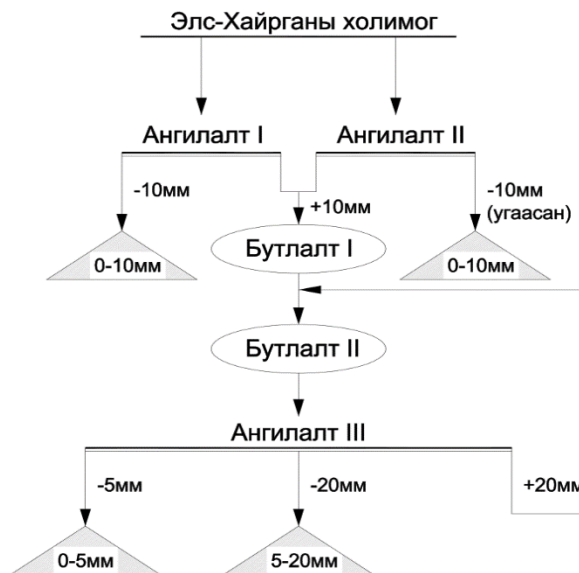 Элс-Хайрганы холимог
Ангилалт I
Ангилалт II
-10мм
+10мм
-10мм
(угаасан)
0-10мм
Бутлалт I
0-10мм
Бутлалт II
Ангилалт III
-5мм
-20мм
+20мм
0-5мм
5-20мм